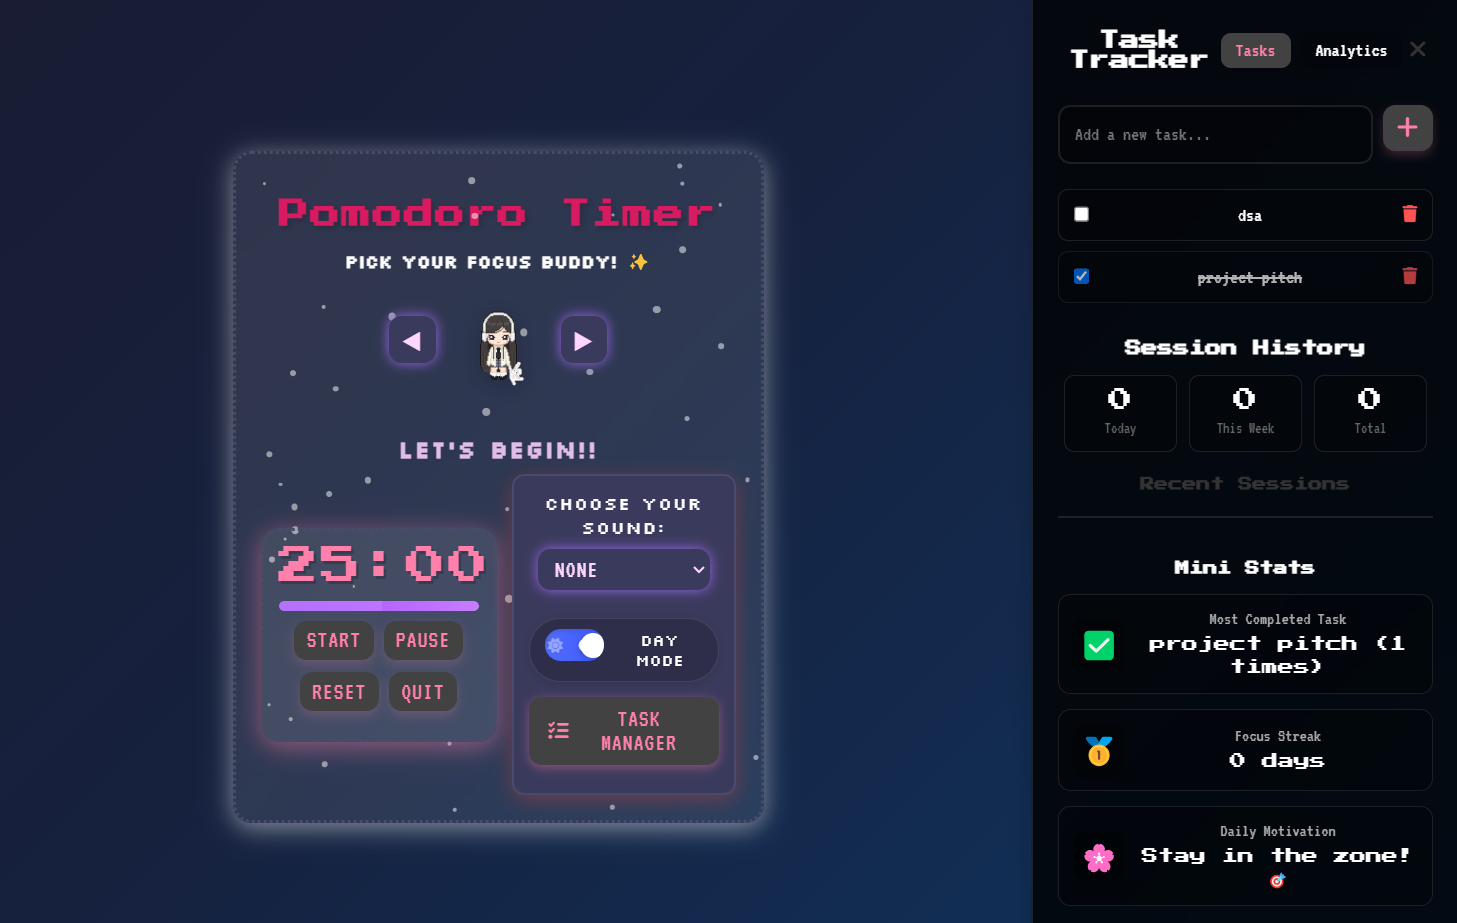 Pomodoro Timer
PICK YOUR FOCUS BUDDY! ✨
◀
▶
LET'S BEGIN!!
25:00
START
PAUSE
RESET
QUIT
CHOOSE YOUR
SOUND:
NONE
DAY
MODE
TASK
MANAGER
Task
Tracker
Tasks
Analytics
Add a new task...
dsa
project pitch
Session History
0
Today
0
This Week
0
Total
Recent Sessions
Mini Stats
Most Completed Task
project pitch (1
times)
Focus Streak
0 days
Daily Motivation
Stay in the zone!
🎯